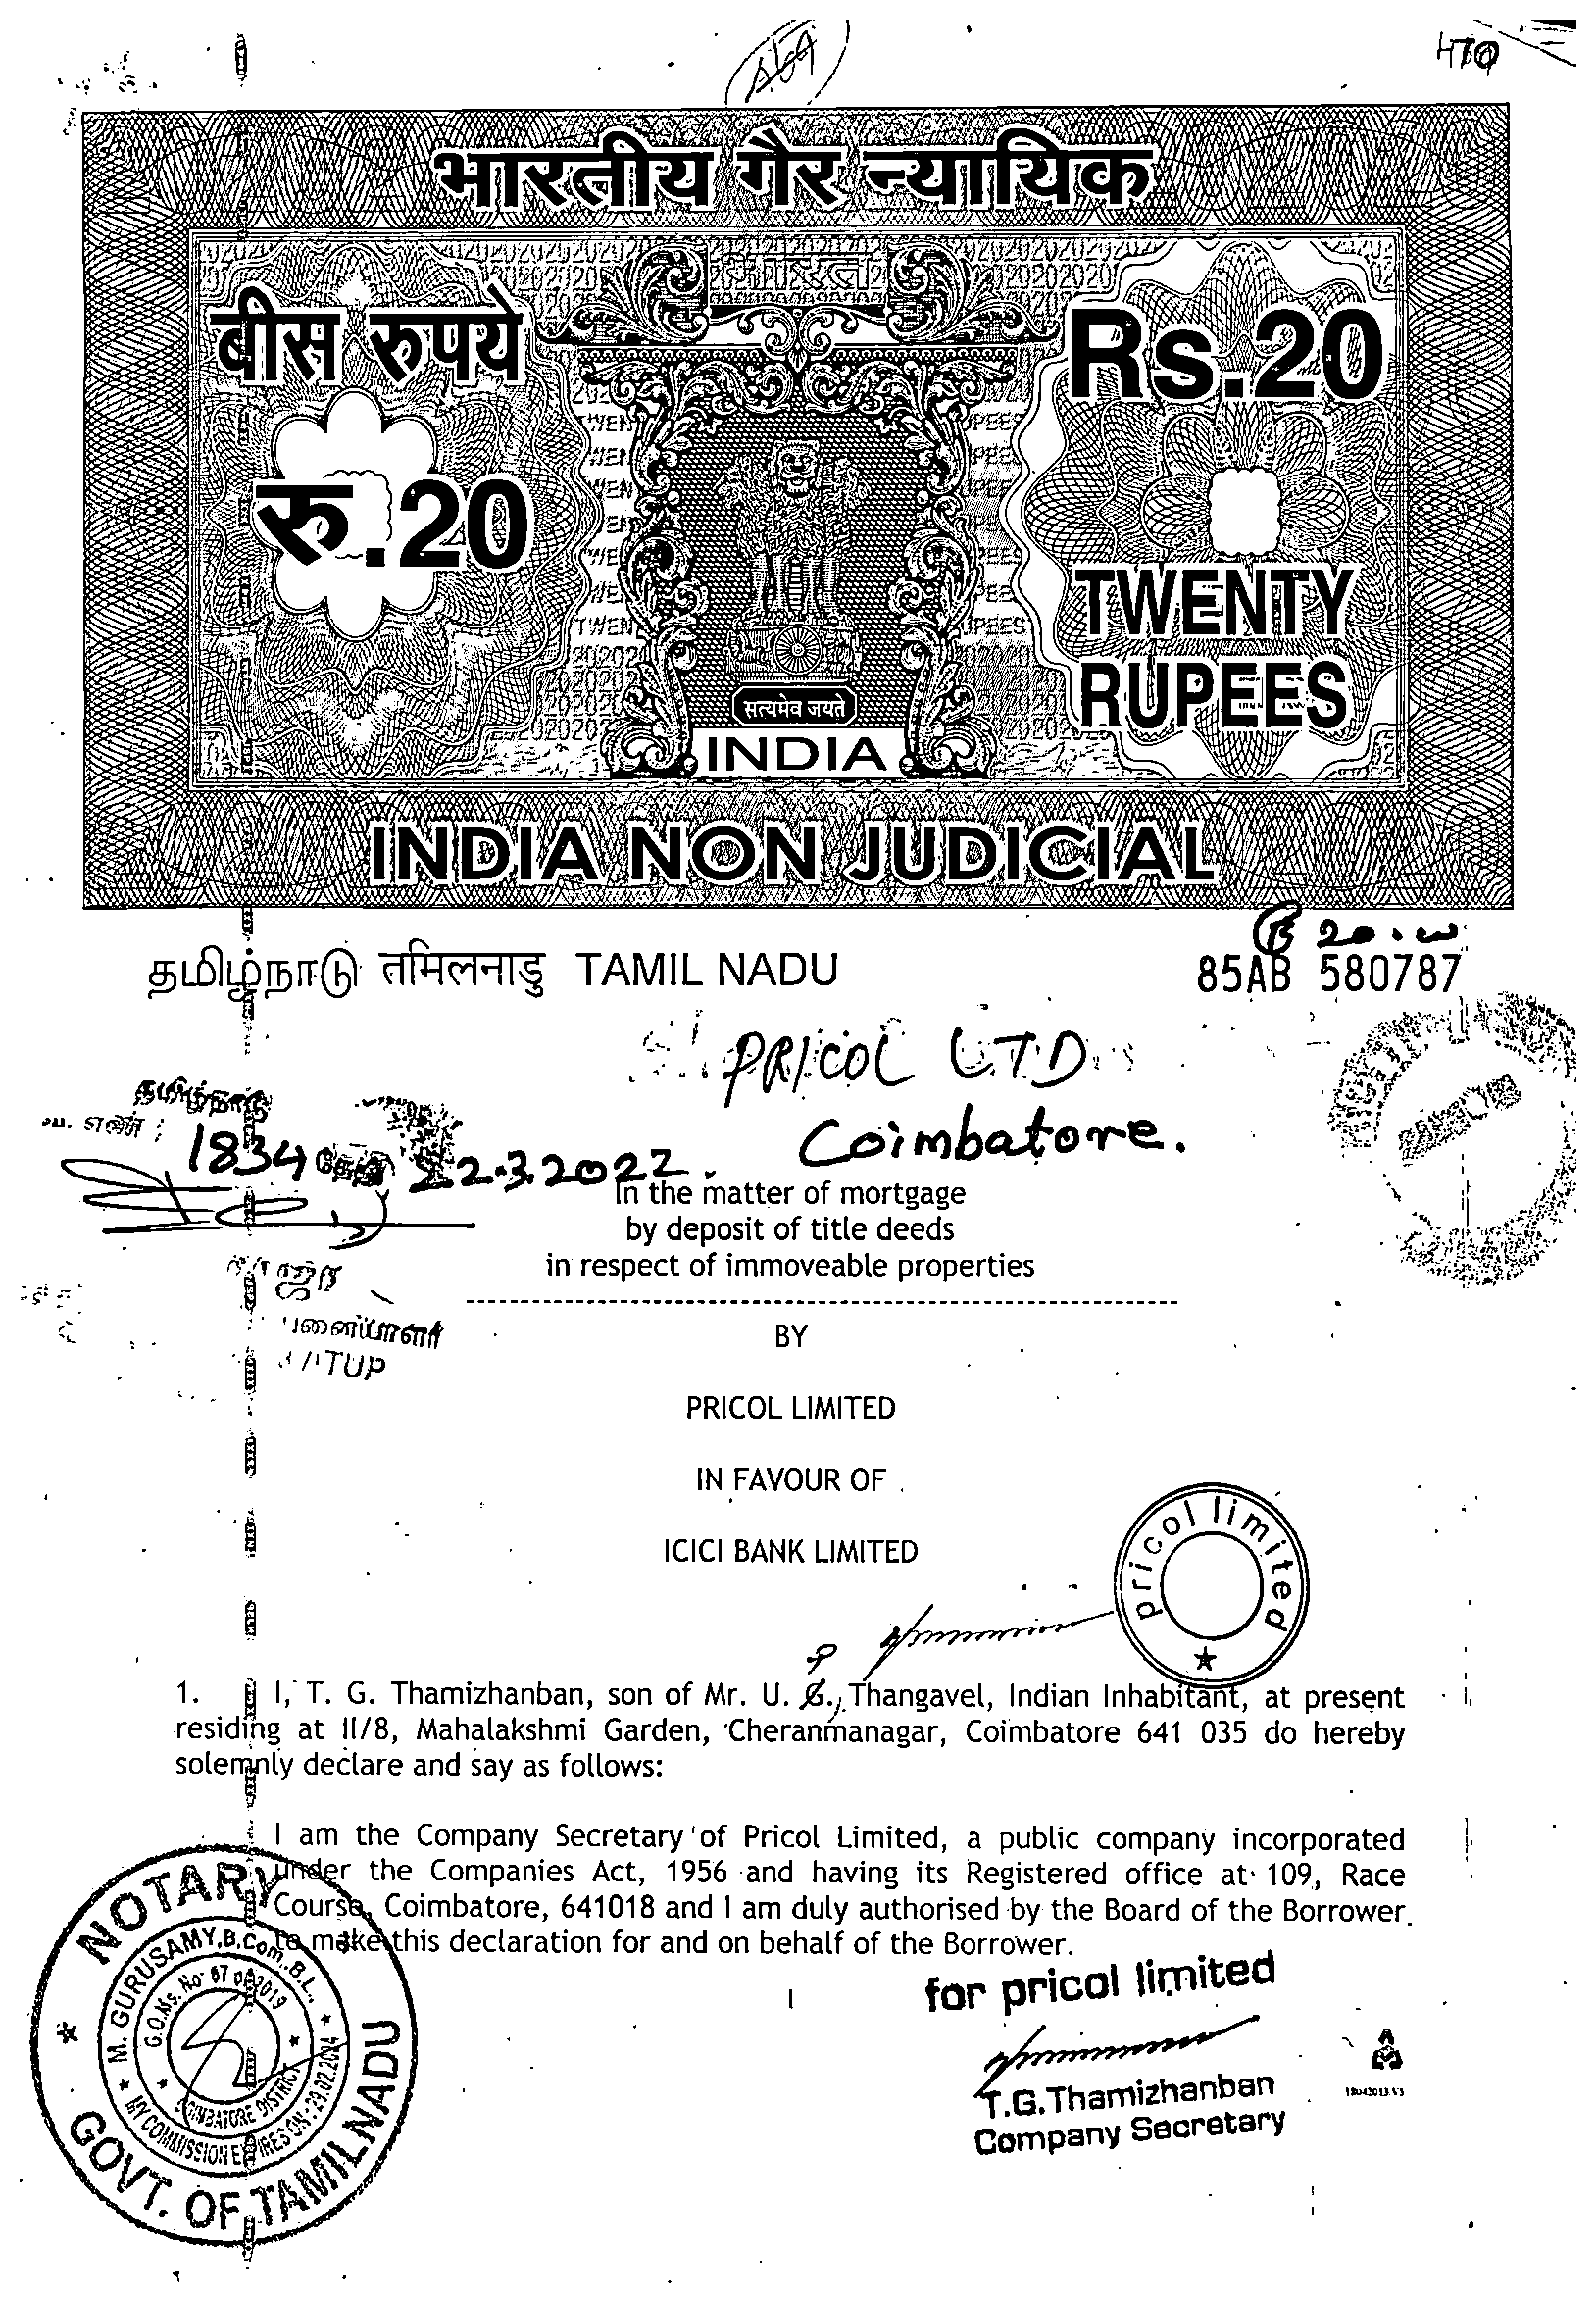 470
भारतीय गैर न्यायिक
भारत
बीस रुपये
Rs.20
रु.20
TWENTY
RUPEES
सत्यमेव जयते
INDIA
INDIA NON JUDICIAL
20.
தமிழ்நாடு तमिलनाडु TAMIL NADU
85AB 580787
PRICOL LTD
தமிழ்நாடு
எண் :
1834 22.3.2022.
Coimbatore.
In the matter of mortgage
by deposit of title deeds
in respect of immoveable properties
BY
PRICOL LIMITED
IN FAVOUR OF
ICICI BANK LIMITED
pricol limited
P
1. I, T. G. Thamizhanban, son of Mr. U. G., Thangavel, Indian Inhabitant, at present
residing at II/8, Mahalakshmi Garden, Cheranmanagar, Coimbatore 641 035 do hereby
solemnly declare and say as follows:
I am the Company Secretary of Pricol Limited, a public company incorporated
under the Companies Act, 1956 and having its Registered office at 109, Race
Course, Coimbatore, 641018 and I am duly authorised by the Board of the Borrower
to make this declaration for and on behalf of the Borrower.
1
for pricol limited
T.G.Thamizhanban
Company Secretary
NOTARY
GOVT. OF TAMILNADU
M. GURUSAMY, B.Com., B.L.,
MY COMMISSION EXPIRES ON : 29.02.2024
G.O.Ms. No 67 of 2019
COIMBATORE DISTRICT